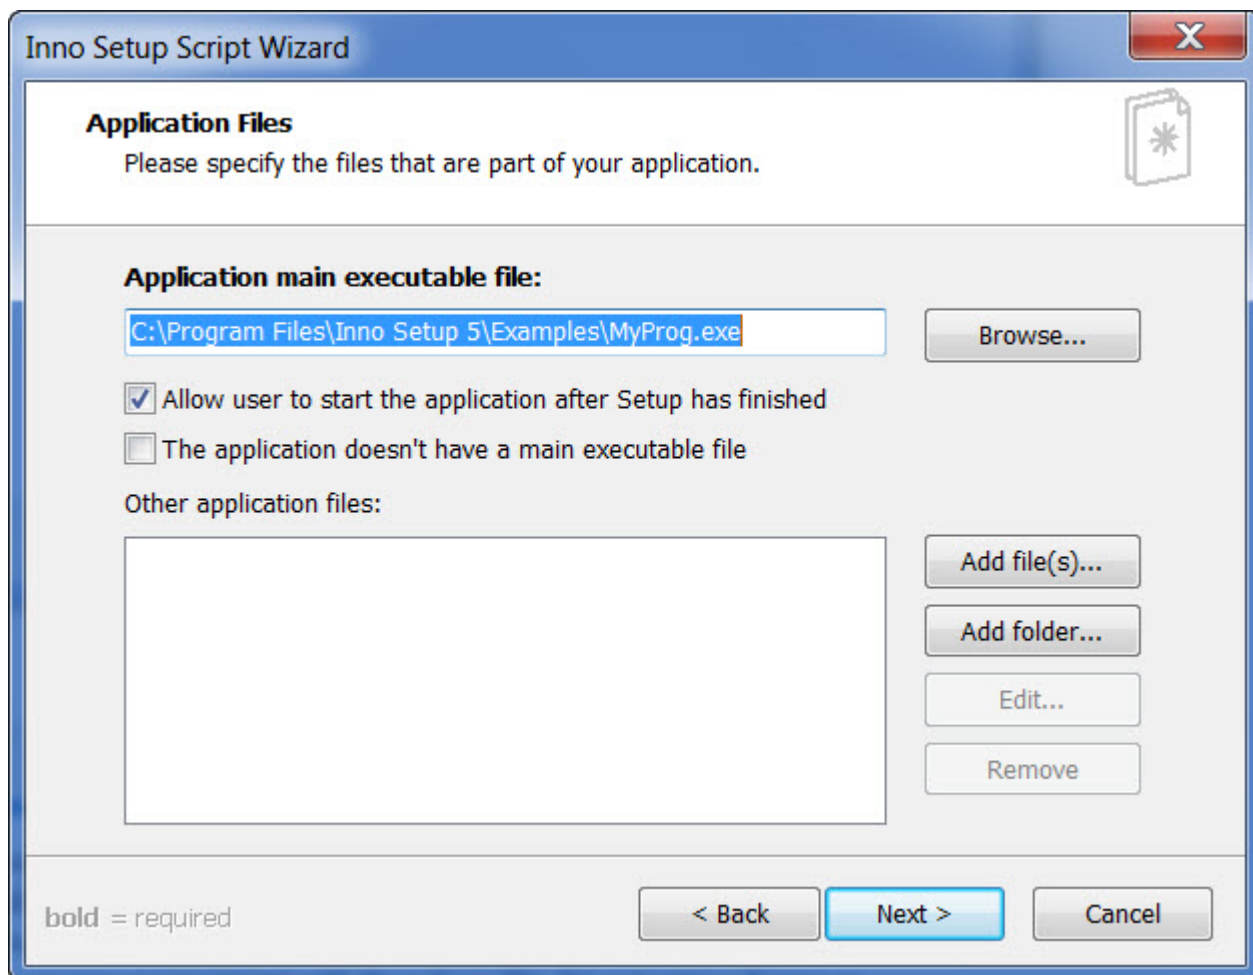 Inno Setup Script Wizard
Application Files
Please specify the files that are part of your application.
Application main executable file:
C:\Program Files\Inno Setup 5\Examples\MyProg.exe
Browse...
Allow user to start the application after Setup has finished
The application doesn't have a main executable file
Other application files:
Add file(s)...
Add folder...
Edit...
Remove
bold = required
< Back
Next >
Cancel